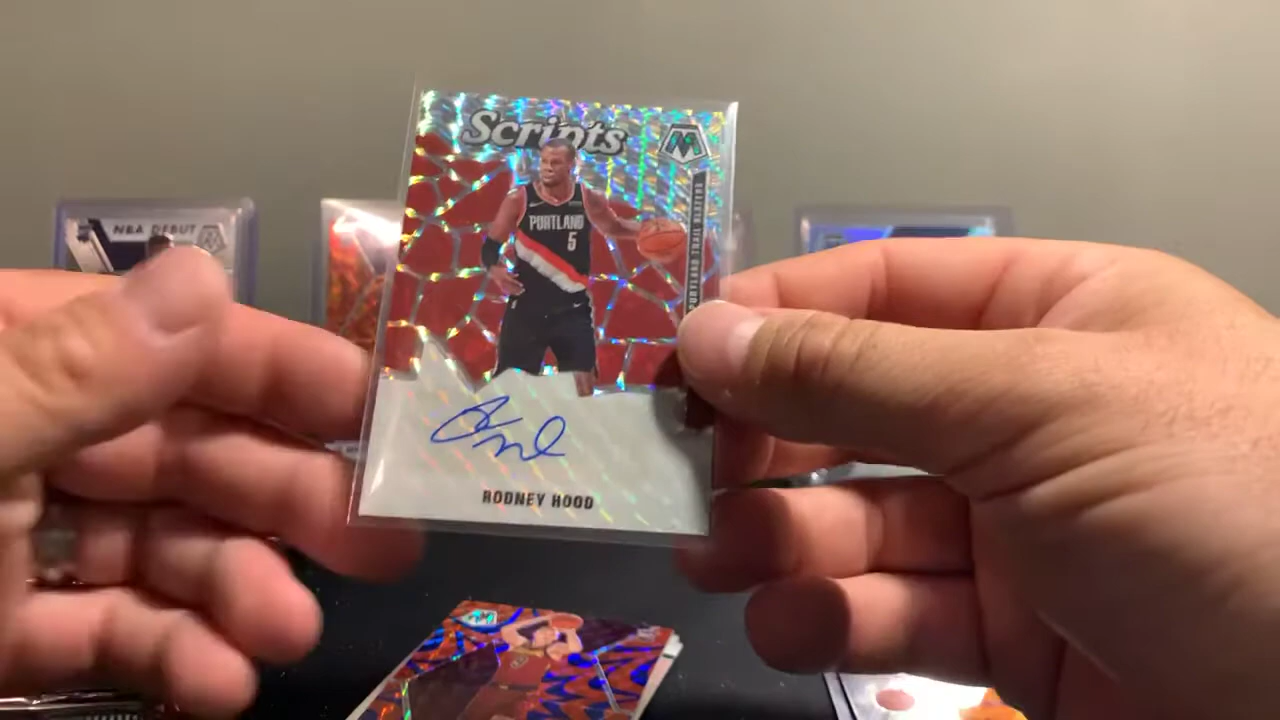 Scripts
M
PORTLAND TRAIL BLAZERS
NBA DEBUT
PORTLAND
5
RODNEY HOOD